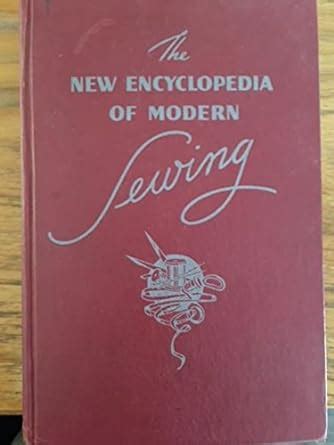 The
NEW ENCYCLOPEDIA
OF MODERN
Sewing